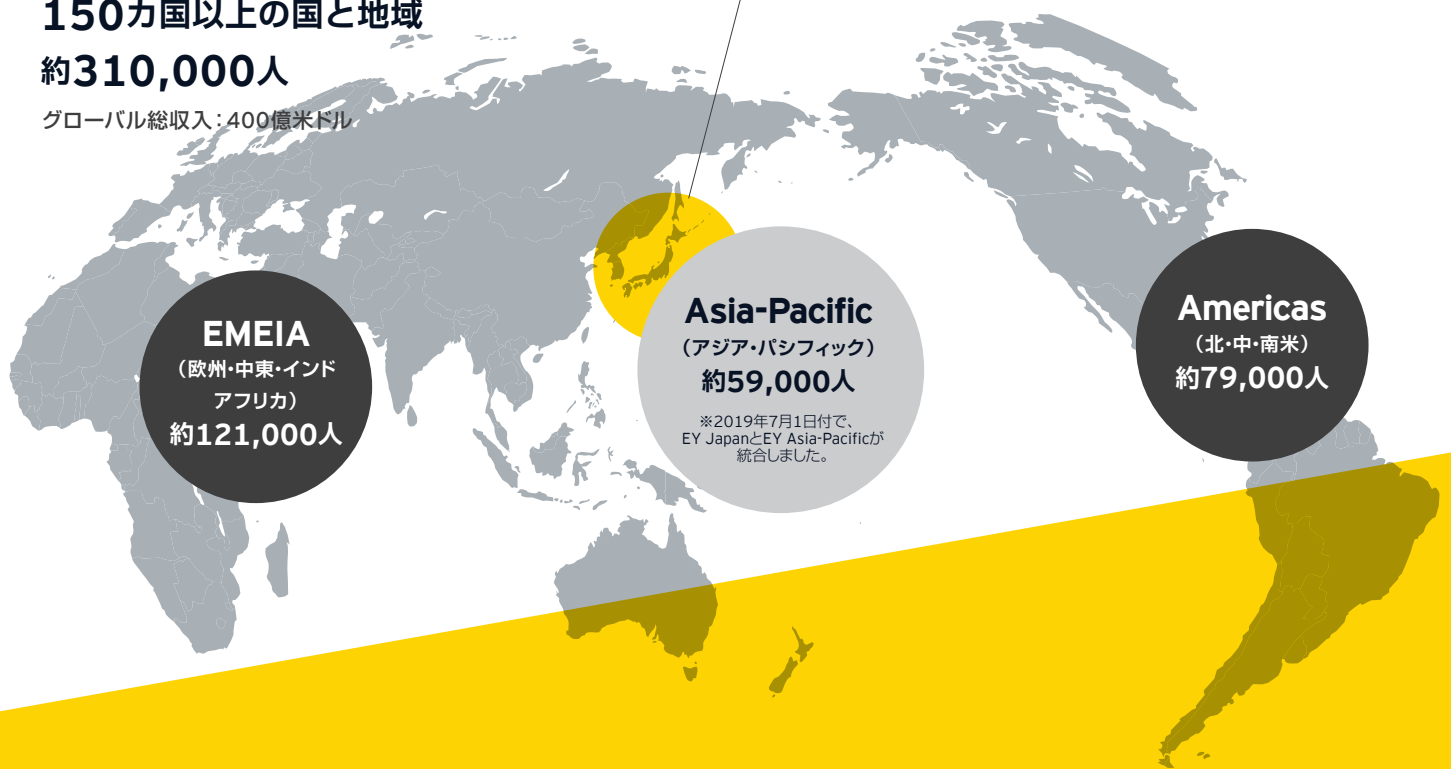 150カ国以上の国と地域
約310,000人
グローバル総収入：400億米ドル
EMEIA
（欧州・中東・インド
アフリカ）
約121,000人
Asia-Pacific
（アジア・パシフィック）
約59,000人
※2019年7月1日付で、
EY JapanとEY Asia-Pacificが
統合しました。
Americas
（北・中・南米）
約79,000人